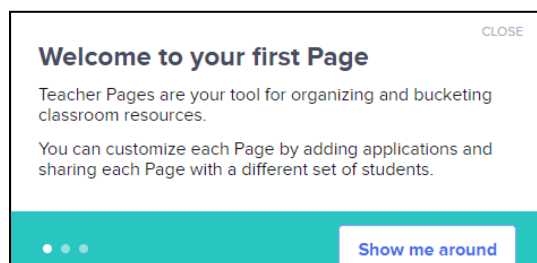 CLOSE
Welcome to your first Page
Teacher Pages are your tool for organizing and bucketing
classroom resources.
You can customize each Page by adding applications and
sharing each Page with a different set of students.
Show me around